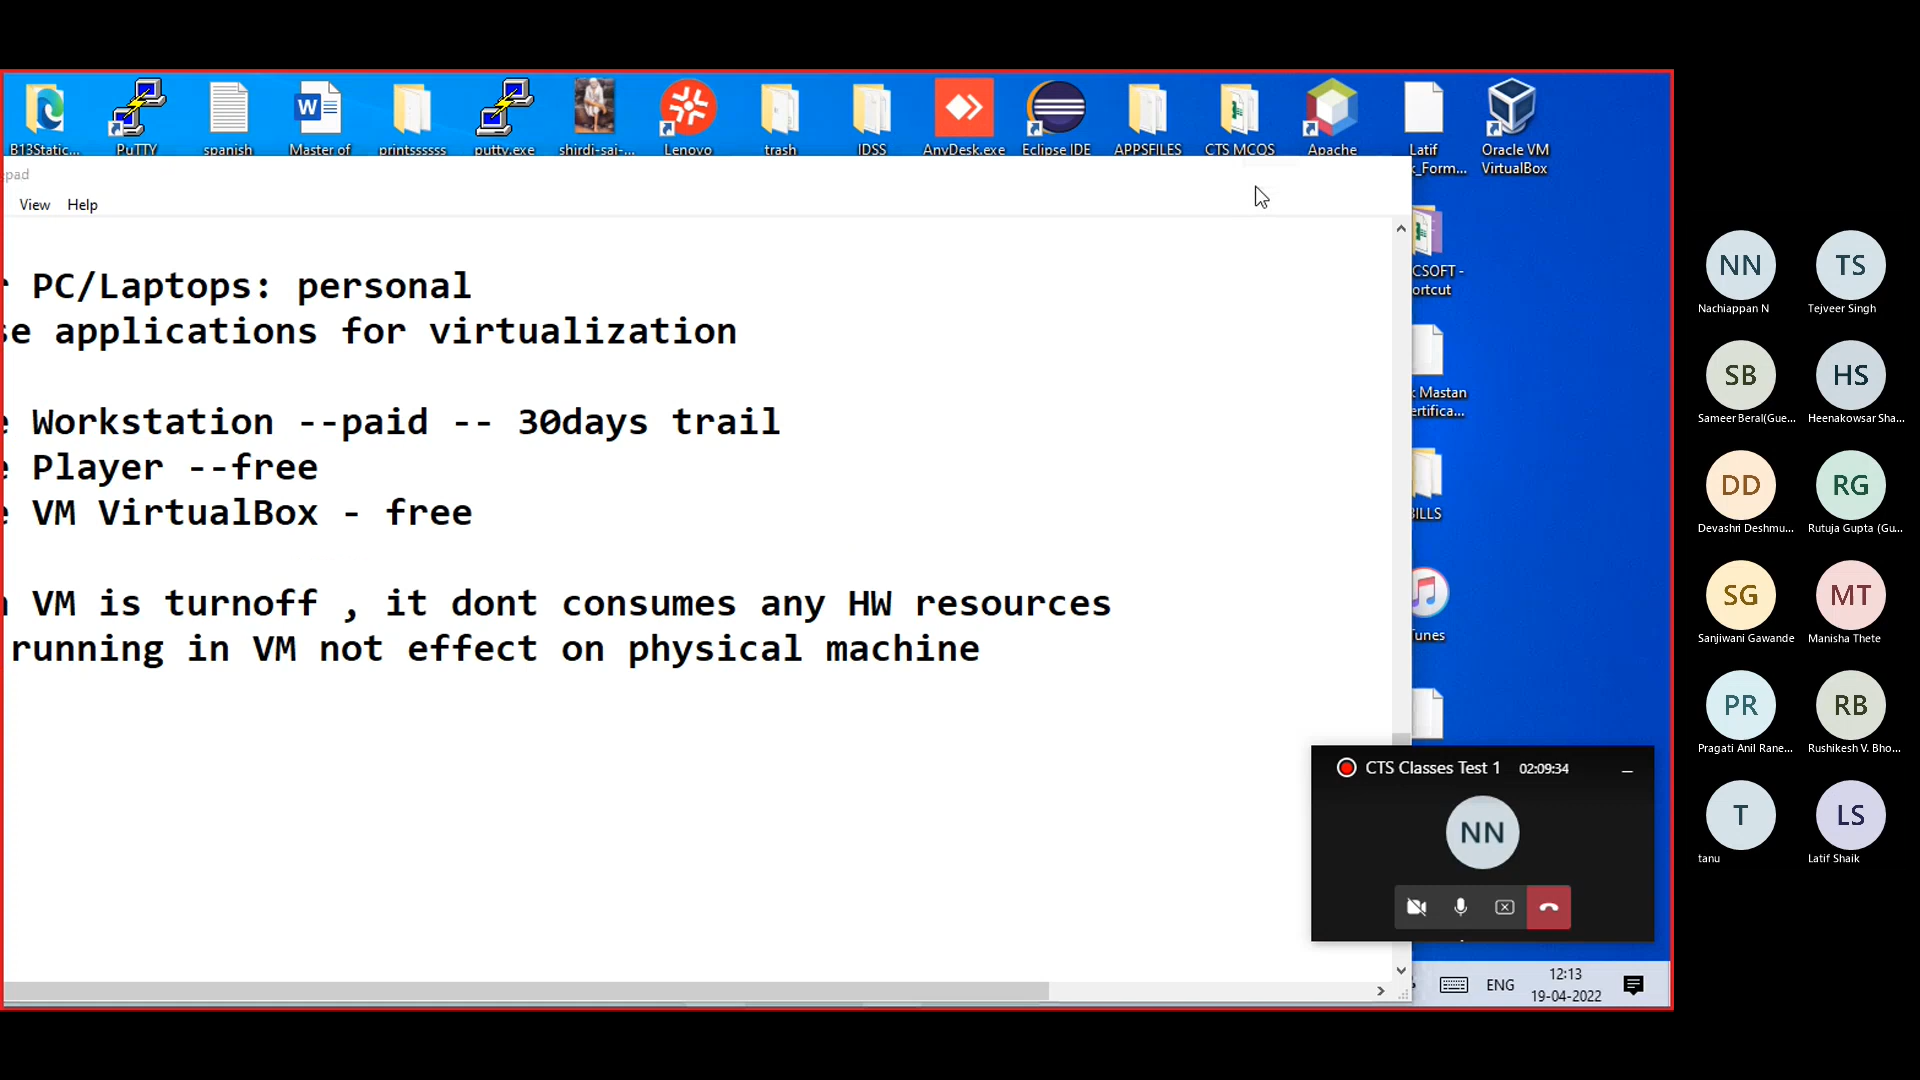 B13Static...
PuTTY
spanish
Master of
printssssss
putty.exe
shirdi-sai-...
Lenovo
trash
IDSS
AnyDesk.exe
Eclipse IDE
APPSFILES
CTS MCQS
Apache
Latif
k_Form...
Oracle VM
VirtualBox
epad
View Help
r PC/Laptops: personal
se applications for virtualization
e Workstation --paid -- 30days trail
e Player --free
e VM VirtualBox - free
n VM is turnoff , it dont consumes any HW resources
running in VM not effect on physical machine
CSOFT -
ortcut
k Mastan
ertifica...
BILLS
Tunes
CTS Classes Test 1 02:09:34
NN
ENG
12:13
19-04-2022
NN
Nachiappan N
TS
Tejveer Singh
SB
Sameer Beral(Gue...
HS
Heenakowsar Sha...
DD
Devashri Deshmu...
RG
Rutuja Gupta (Gu...
SG
Sanjiwani Gawande
MT
Manisha Thete
PR
Pragati Anil Rane...
RB
Rushikesh V. Bho...
T
tanu
LS
Latif Shaik